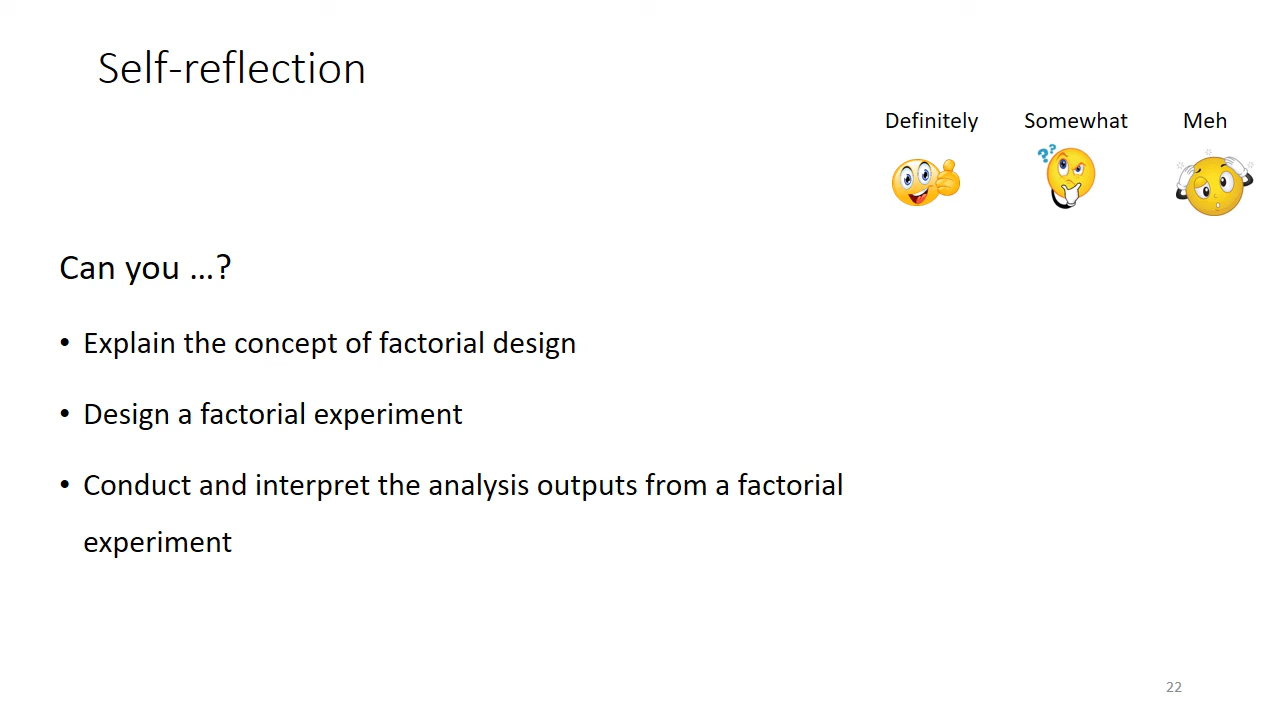 Self-reflection
Definitely Somewhat Meh
Can you …?
• Explain the concept of factorial design
• Design a factorial experiment
• Conduct and interpret the analysis outputs from a factorial
experiment
22